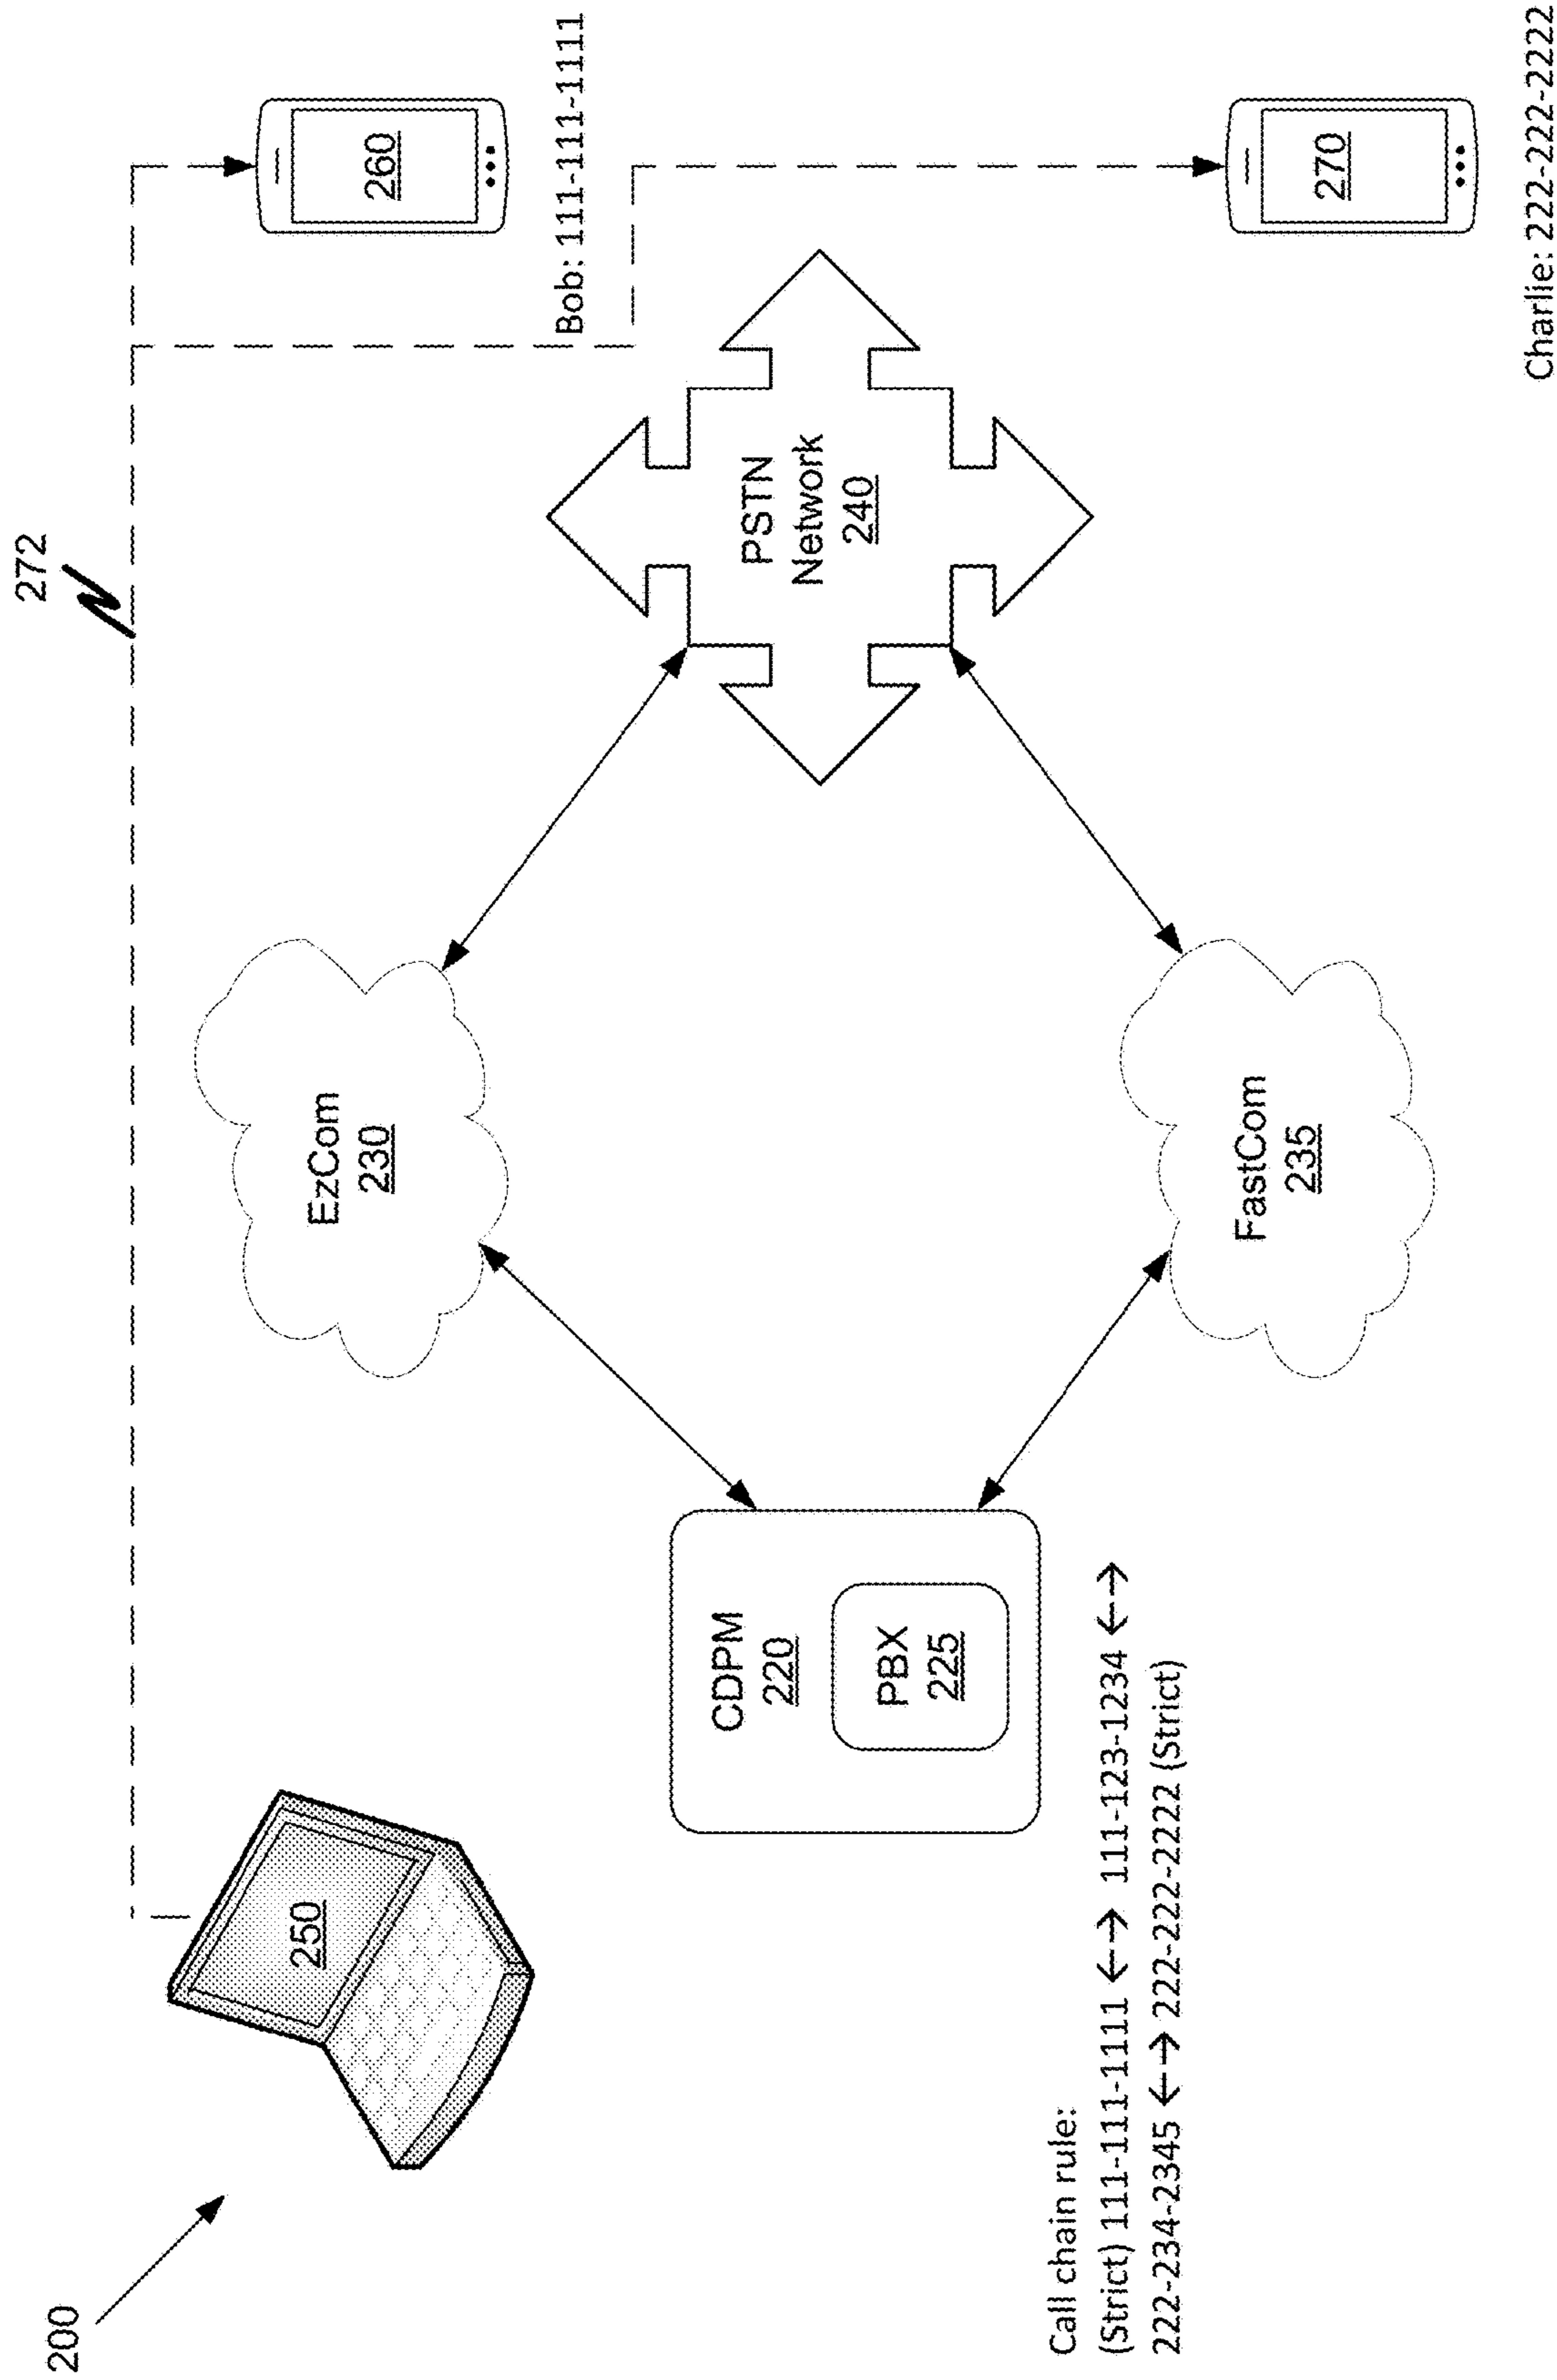 200
272
250
260
Bob: 111-111-1111
EzCom
230
CDPM
220
PBX
225
PSTN
Network
240
FastCom
235
270
Charlie: 222-222-2222
Call chain rule:
(Strict) 111-111-1111 ←→ 111-123-1234 ←→
222-234-2345 ←→ 222-222-2222 (Strict)